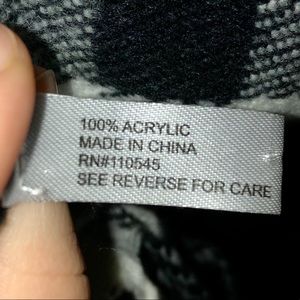 100% ACRYLIC
MADE IN CHINA
RN#110545
SEE REVERSE FOR CARE